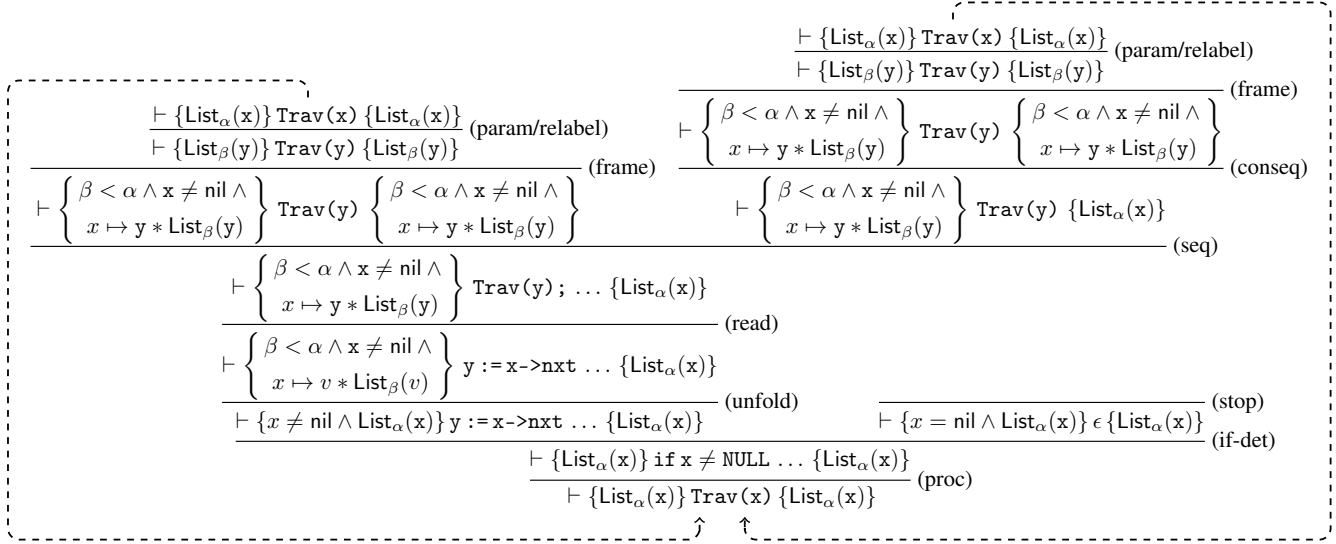 ⊢ {List_α(x)} Trav(x) {List_α(x)}
(param/relabel)
⊢ {List_β(y)} Trav(y) {List_β(y)}
(frame)
⊢ { β < α ∧ x ≠ nil ∧ x ↦ y ∗ List_β(y) } Trav(y) { β < α ∧ x ≠ nil ∧ x ↦ y ∗ List_β(y) }
(conseq)
⊢ { β < α ∧ x ≠ nil ∧ x ↦ y ∗ List_β(y) } Trav(y) {List_α(x)}
⊢ {List_α(x)} Trav(x) {List_α(x)}
(param/relabel)
⊢ {List_β(y)} Trav(y) {List_β(y)}
(frame)
⊢ { β < α ∧ x ≠ nil ∧ x ↦ y ∗ List_β(y) } Trav(y) { β < α ∧ x ≠ nil ∧ x ↦ y ∗ List_β(y) }
(seq)
⊢ { β < α ∧ x ≠ nil ∧ x ↦ y ∗ List_β(y) } Trav(y); ... {List_α(x)}
(read)
⊢ { β < α ∧ x ≠ nil ∧ x ↦ v ∗ List_β(v) } y:=x->nxt ... {List_α(x)}
(unfold)
⊢ {x ≠ nil ∧ List_α(x)} y:=x->nxt ... {List_α(x)}
(stop)
⊢ {x = nil ∧ List_α(x)} ϵ {List_α(x)}
(if-det)
⊢ {List_α(x)} if x ≠ NULL ... {List_α(x)}
(proc)
⊢ {List_α(x)} Trav(x) {List_α(x)}